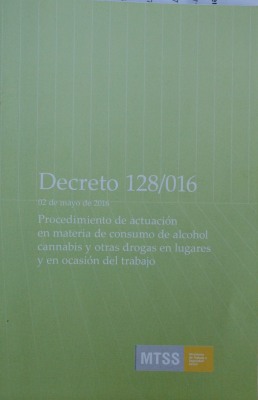 Decreto 128/016
02 de mayo de 2016
Procedimiento de actuación
en materia de consumo de alcohol
cannabis y otras drogas en lugares
y en ocasión del trabajo
MTSS